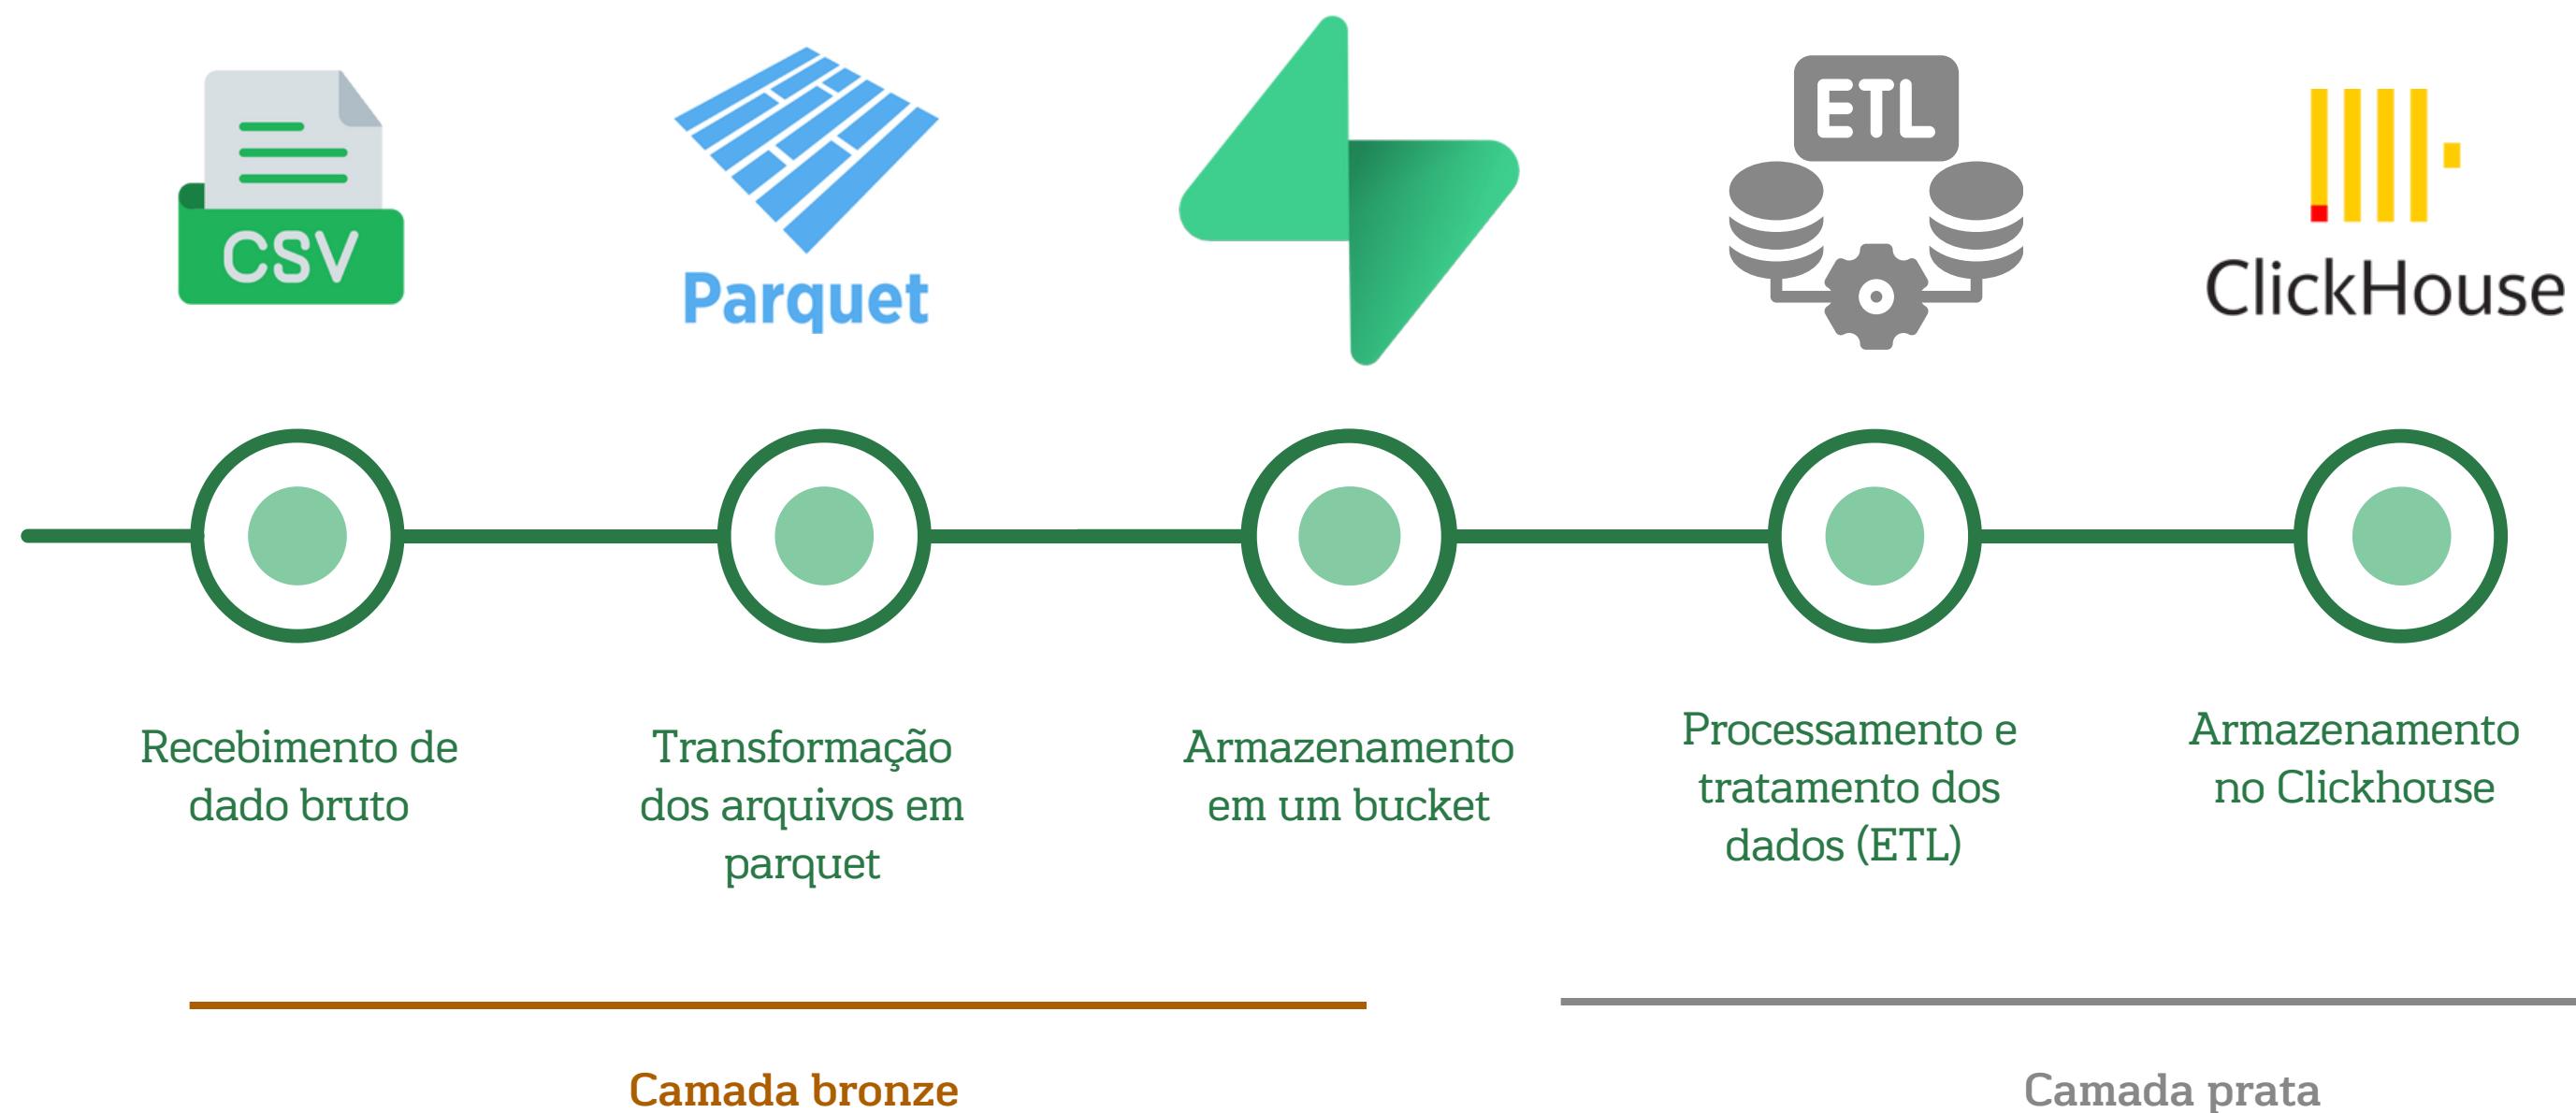 CSV
Parquet
ETL
ClickHouse
Recebimento de
dado bruto
Transformação
dos arquivos em
parquet
Armazenamento
em um bucket
Processamento e
tratamento dos
dados (ETL)
Armazenamento
no Clickhouse
Camada bronze
Camada prata